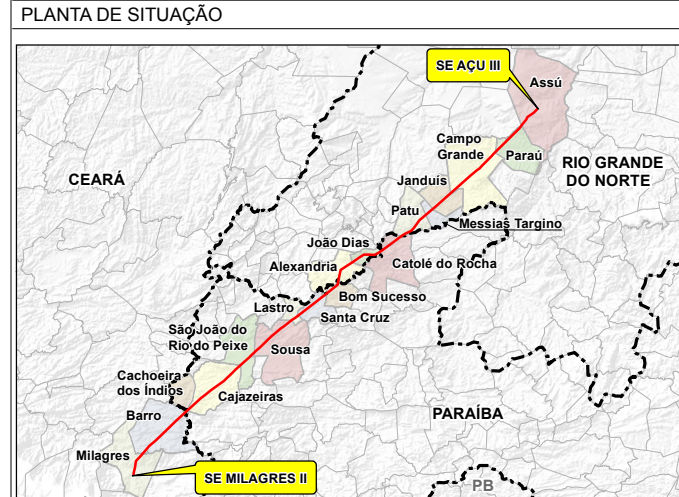 PLANTA DE SITUAÇÃO
SE AÇU III
Assú
Campo
Grande
Paraú
RIO GRANDE
DO NORTE
CEARÁ
Janduís
Patu
Messias Targino
João Dias
Alexandria
Catolé do Rocha
Bom Sucesso
Lastro
Santa Cruz
São João do
Rio do Peixe
Sousa
Cachoeira
dos Índios
Cajazeiras
Barro
PARAÍBA
Milagres
SE MILAGRES II
PB